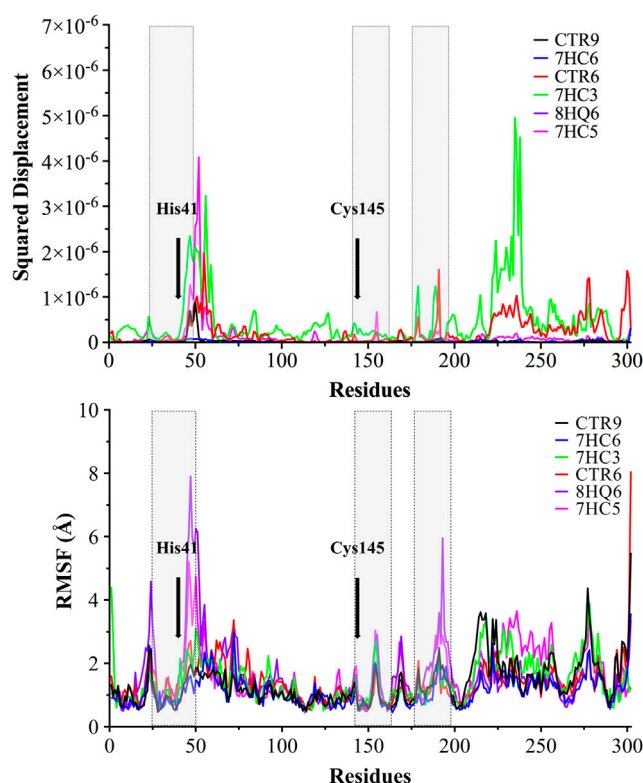 7×10⁻⁶
6×10⁻⁶
5×10⁻⁶
4×10⁻⁶
3×10⁻⁶
2×10⁻⁶
1×10⁻⁶
0
Squared Displacement
His41
Cys145
CTR9
7HC6
CTR6
7HC3
8HQ6
7HC5
0 50 100 150 200 250 300
Residues
10
8
6
4
2
0
RMSF (Å)
His41
Cys145
CTR9
7HC6
7HC3
CTR6
8HQ6
7HC5
0 50 100 150 200 250 300
Residues